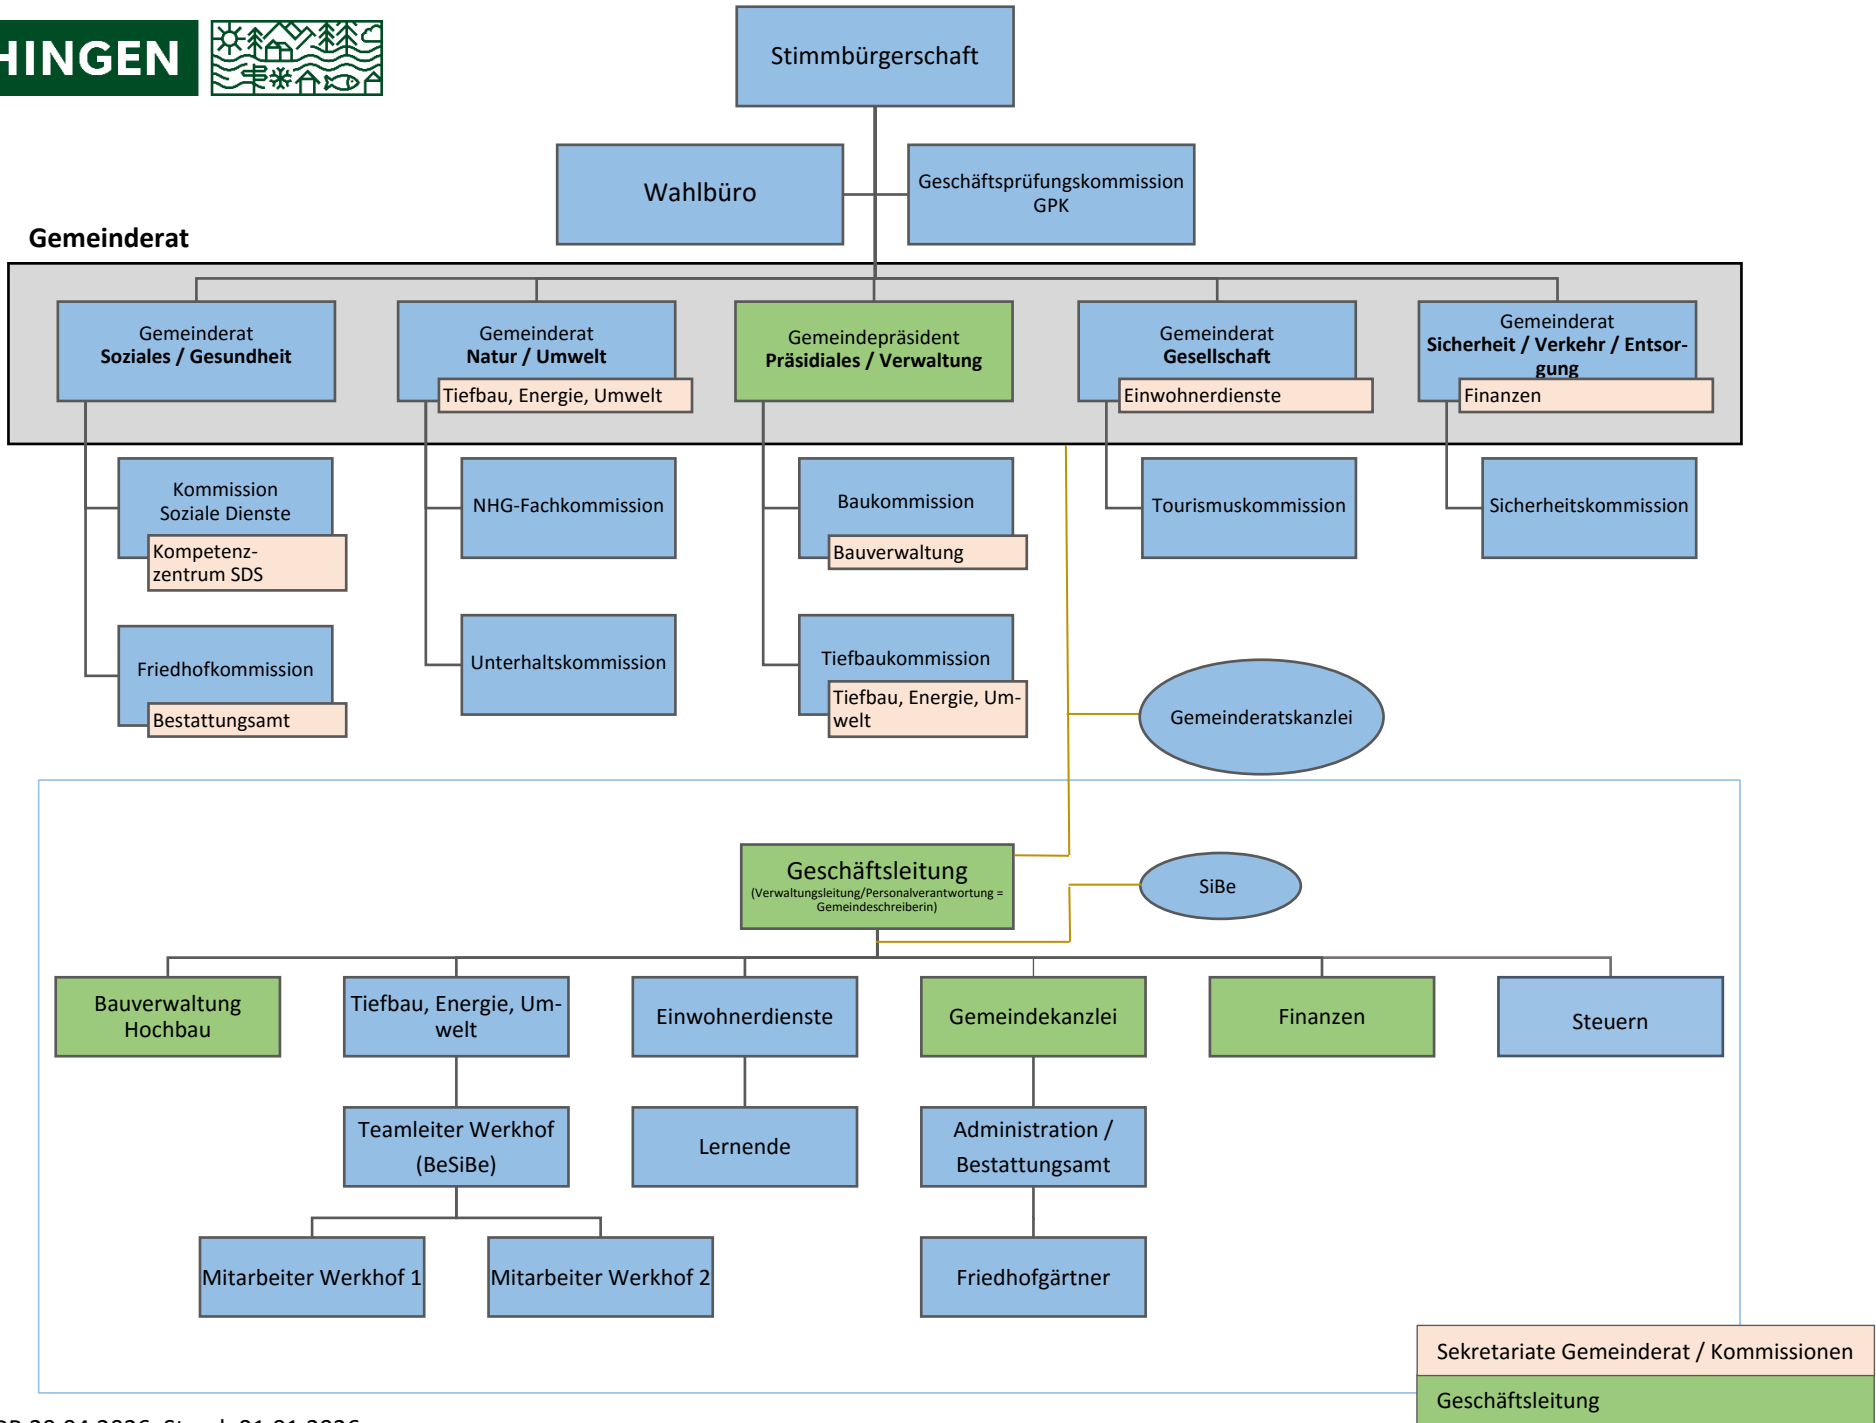 HINGEN
Stimmbürgerschaft
Wahlbüro
Geschäftsprüfungskommission
GPK
Gemeinderat
Gemeinderat
Soziales / Gesundheit
Gemeinderat
Natur / Umwelt
Tiefbau, Energie, Umwelt
Gemeindepräsident
Präsidiales / Verwaltung
Gemeinderat
Gesellschaft
Einwohnerdienste
Gemeinderat
Sicherheit / Verkehr / Entsor-
gung
Finanzen
Kommission
Soziale Dienste
Kompetenz-
zentrum SDS
NHG-Fachkommission
Baukommission
Bauverwaltung
Tourismuskommission
Sicherheitskommission
Friedhofkommission
Bestattungsamt
Unterhaltskommission
Tiefbaukommission
Tiefbau, Energie, Um-
welt
Gemeinderatskanzlei
Geschäftsleitung
(Verwaltungsleitung/Personalverantwortung =
Gemeindeschreiberin)
SiBe
Bauverwaltung
Hochbau
Tiefbau, Energie, Um-
welt
Einwohnerdienste
Gemeindekanzlei
Finanzen
Steuern
Teamleiter Werkhof
(BeSiBe)
Lernende
Administration /
Bestattungsamt
Mitarbeiter Werkhof 1
Mitarbeiter Werkhof 2
Friedhofgärtner
Sekretariate Gemeinderat / Kommissionen
Geschäftsleitung